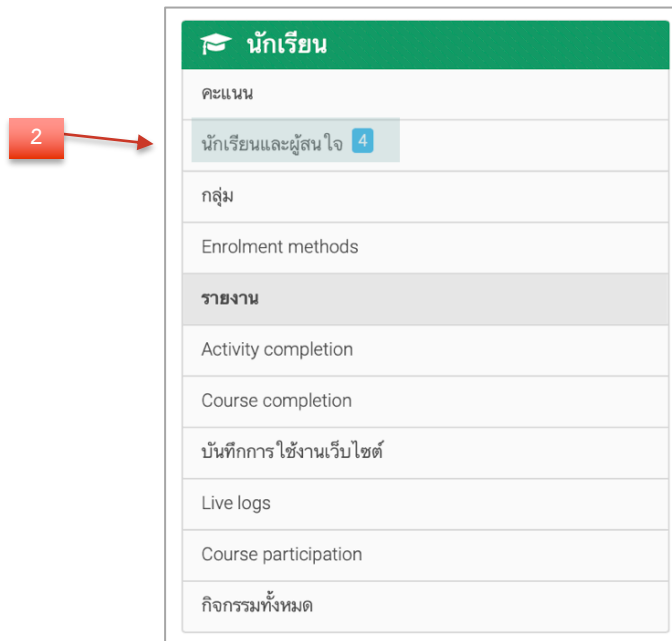 นักเรียน
คะแนน
2
นักเรียนและผู้สนใจ 4
กลุ่ม
Enrolment methods
รายงาน
Activity completion
Course completion
บันทึกการใช้งานเว็บไซต์
Live logs
Course participation
กิจกรรมทั้งหมด